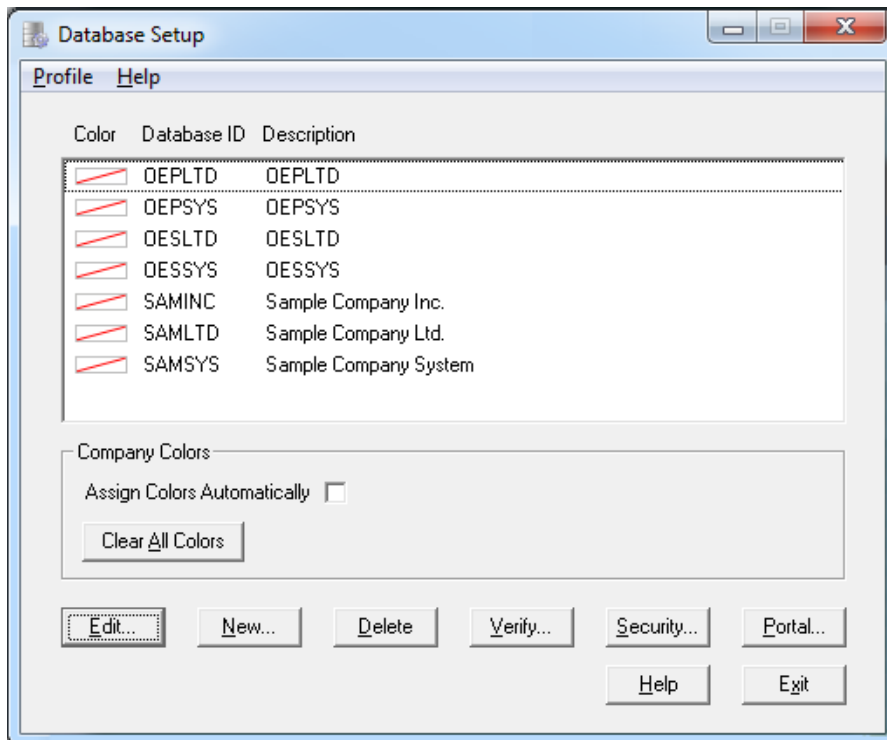 Database Setup
Profile Help
Color Database ID Description
OEPLTD OEPLTD
OEPSYS OEPSYS
OESLTD OESLTD
OESSYS OESSYS
SAMINC Sample Company Inc.
SAMLTD Sample Company Ltd.
SAMSYS Sample Company System
Company Colors
Assign Colors Automatically
Clear All Colors
Edit... New... Delete Verify... Security... Portal...
Help Exit